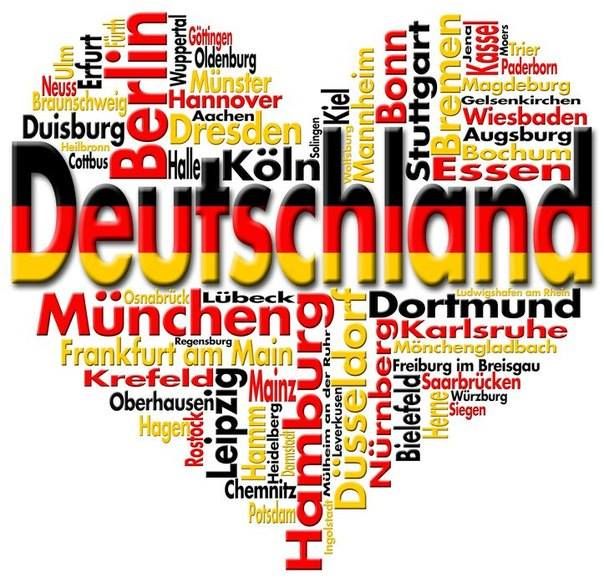 Ulm
Erfurt
Fürth
Berlin
Wuppertal
Göttingen
Oldenburg
Neuss
Braunschweig
Münster
Hannover
Aachen
Duisburg
Dresden
Heilbronn
Cottbus
Halle
Köln
Solingen
Kiel
Wolfsburg
Mannheim
Bonn
Stuttgart
Bremen
Jena
Kassel
Moers
Trier
Paderborn
Magdeburg
Gelsenkirchen
Wiesbaden
Augsburg
Bochum
Essen
Deutschland
Osnabrück
Lübeck
München
Regensburg
Frankfurt am Main
Krefeld
Oberhausen
Hagen
Rostock
Leipzig
Mainz
Hamm
Heidelberg
Darmstadt
Chemnitz
Potsdam
Hamburg
Mülheim an der Ruhr
Ingolstadt
Leverkusen
Düsseldorf
Ludwigshafen am Rhein
Dortmund
Karlsruhe
Nürnberg
Mönchengladbach
Freiburg im Breisgau
Bielefeld
Saarbrücken
Herne
Würzburg
Siegen